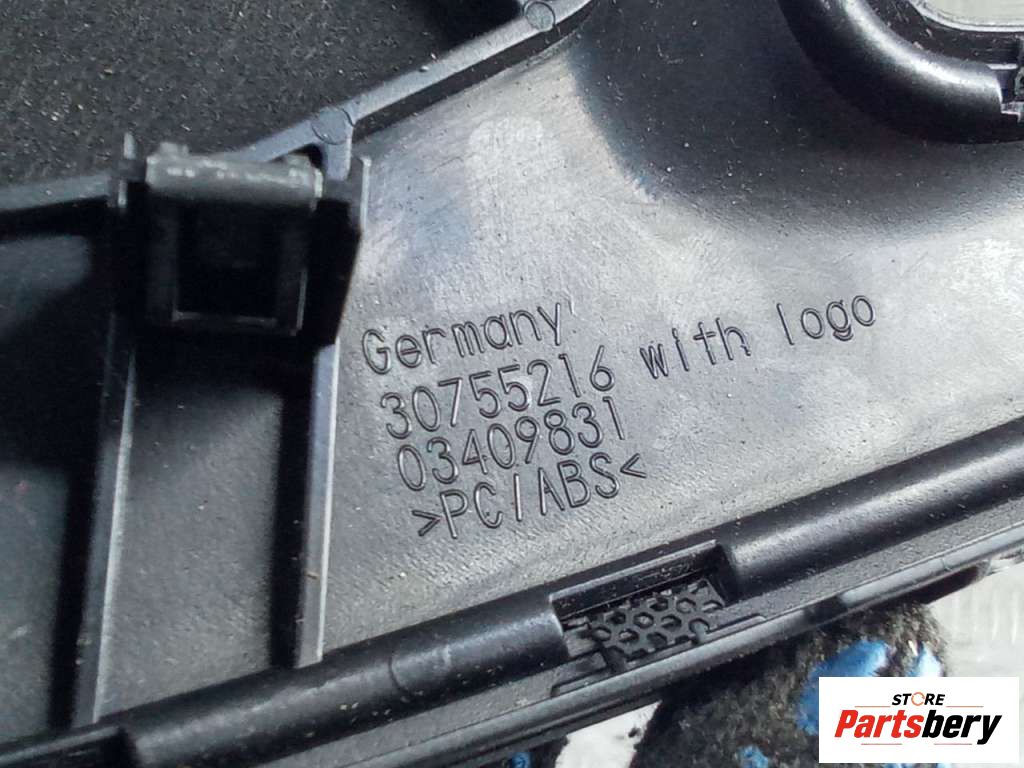 Germany
30755216 with logo
03409831
>PC/ABS<
STORE
Partsbery